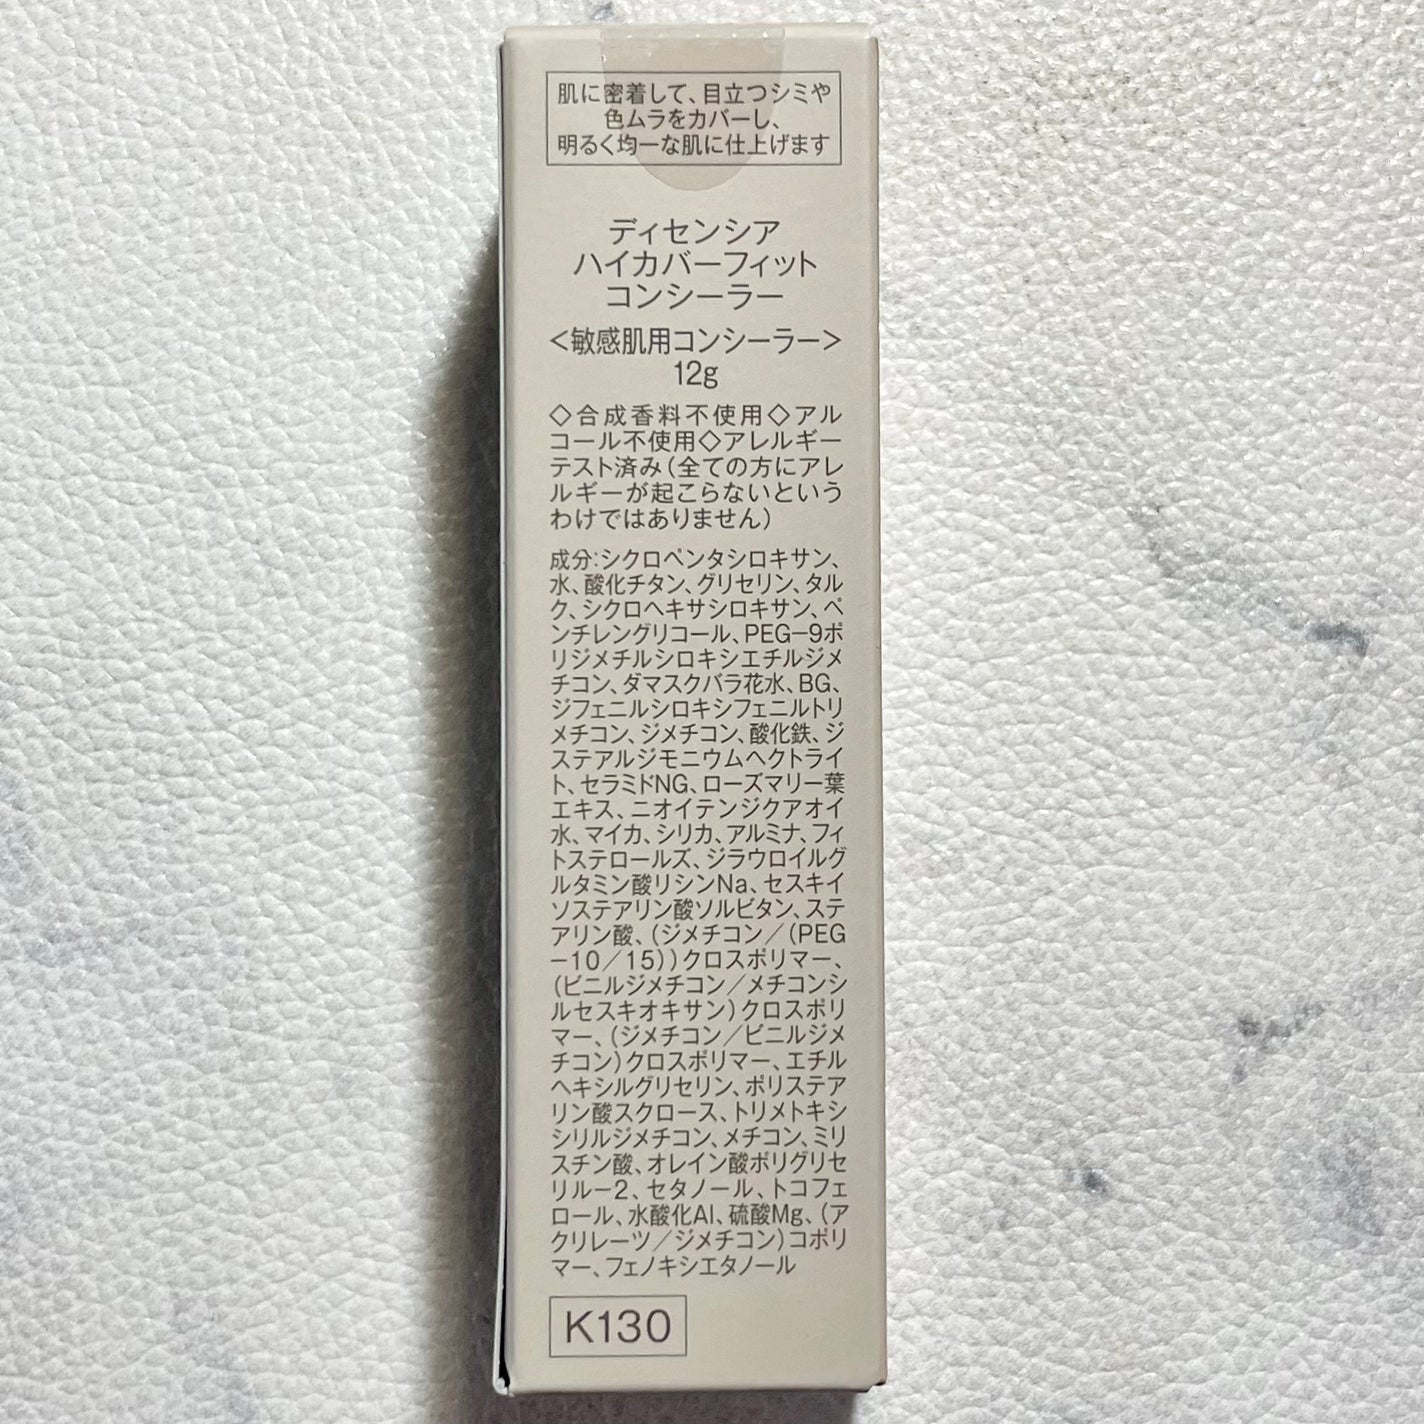 肌に密着して、目立つシミや
色ムラをカバーし、
明るく均一な肌に仕上げます
ディセンシア
ハイカバーフィット
コンシーラー
＜敏感肌用コンシーラー＞
12g
◇合成香料不使用◇アル
コール不使用◇アレルギー
テスト済み（全ての方にアレ
ルギーが起こらないという
わけではありません）
成分：シクロペンタシロキサン、
水、酸化チタン、グリセリン、タル
ク、シクロヘキサシロキサン、ペ
ンチレングリコール、PEG－9ポ
リジメチルシロキシエチルジメ
チコン、ダマスクバラ花水、BG、
ジフェニルシロキシフェニルトリ
メチコン、ジメチコン、酸化鉄、ジ
ステアルジモニウムヘクトライ
ト、セラミドNG、ローズマリー葉
エキス、ニオイテンジクアオイ
水、マイカ、シリカ、アルミナ、フィ
トステロールズ、ジラウロイルグ
ルタミン酸リシンNa、セスキイ
ソステアリン酸ソルビタン、ステ
アリン酸、（ジメチコン／（PEG
－10／15））クロスポリマー、
（ビニルジメチコン／メチコンシ
ルセスキオキサン）クロスポリ
マー、（ジメチコン／ビニルジメ
チコン）クロスポリマー、エチル
ヘキシルグリセリン、ポリステア
リン酸スクロース、トリメトキシ
シリルジメチコン、メチコン、ミリ
スチン酸、オレイン酸ポリグリセ
リル－2、セタノール、トコフェ
ロール、水酸化Al、硫酸Mg、（ア
クリレーツ／ジメチコン）コポリ
マー、フェノキシエタノール
K130